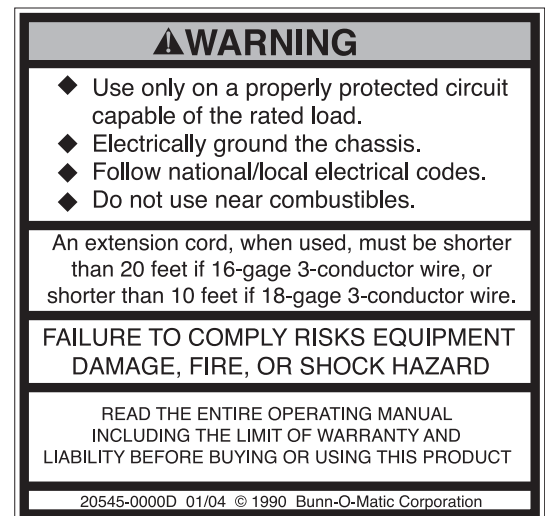 ⚠WARNING
◆ Use only on a properly protected circuit
capable of the rated load.
◆ Electrically ground the chassis.
◆ Follow national/local electrical codes.
◆ Do not use near combustibles.
An extension cord, when used, must be shorter
than 20 feet if 16-gage 3-conductor wire, or
shorter than 10 feet if 18-gage 3-conductor wire.
FAILURE TO COMPLY RISKS EQUIPMENT
DAMAGE, FIRE, OR SHOCK HAZARD
READ THE ENTIRE OPERATING MANUAL
INCLUDING THE LIMIT OF WARRANTY AND
LIABILITY BEFORE BUYING OR USING THIS PRODUCT
20545-0000D 01/04 © 1990 Bunn-O-Matic Corporation